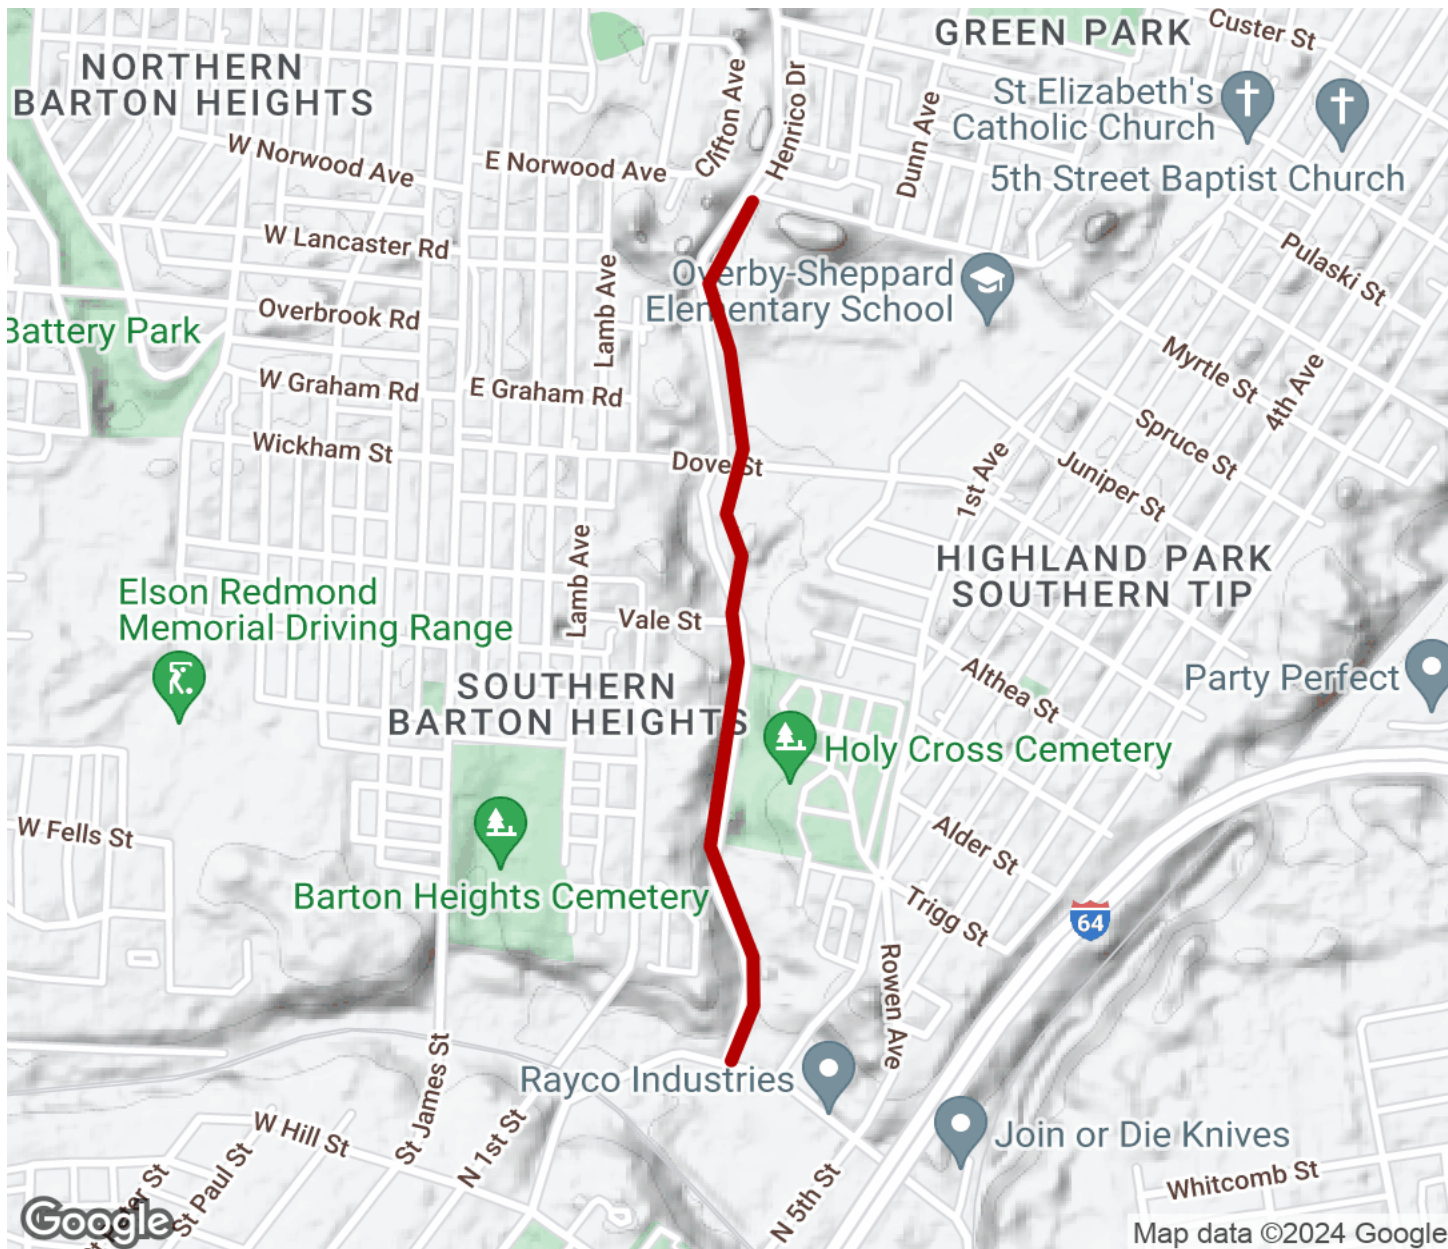 GREEN PARK
Custer St
NORTHERN
BARTON HEIGHTS
Clifton Ave
Henrico Dr
Dunn Ave
St Elizabeth's
Catholic Church
5th Street Baptist Church
W Norwood Ave
E Norwood Ave
W Lancaster Rd
Lamb Ave
Overby-Sheppard
Elementary School
Pulaski St
Overbrook Rd
Battery Park
W Graham Rd
E Graham Rd
Myrtle St
4th Ave
Wickham St
Dove St
1st Ave
Juniper St
Spruce St
Lamb Ave
HIGHLAND PARK
SOUTHERN TIP
Elson Redmond
Memorial Driving Range
Vale St
SOUTHERN
BARTON HEIGHTS
Althea St
Party Perfect
Holy Cross Cemetery
W Fells St
Alder St
Barton Heights Cemetery
Trigg St
64
Rowen Ave
St James St
Rayco Industries
W Hill St
N 1st St
Join or Die Knives
St Paul St
N 5th St
Whitcomb St
Google
Map data ©2024 Google